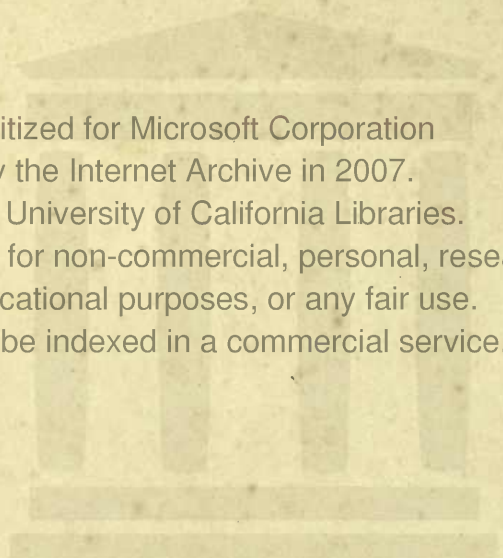 itized for Microsoft Corporation
y the Internet Archive in 2007.
University of California Libraries.
for non-commercial, personal, resea
cational purposes, or any fair use.
be indexed in a commercial service